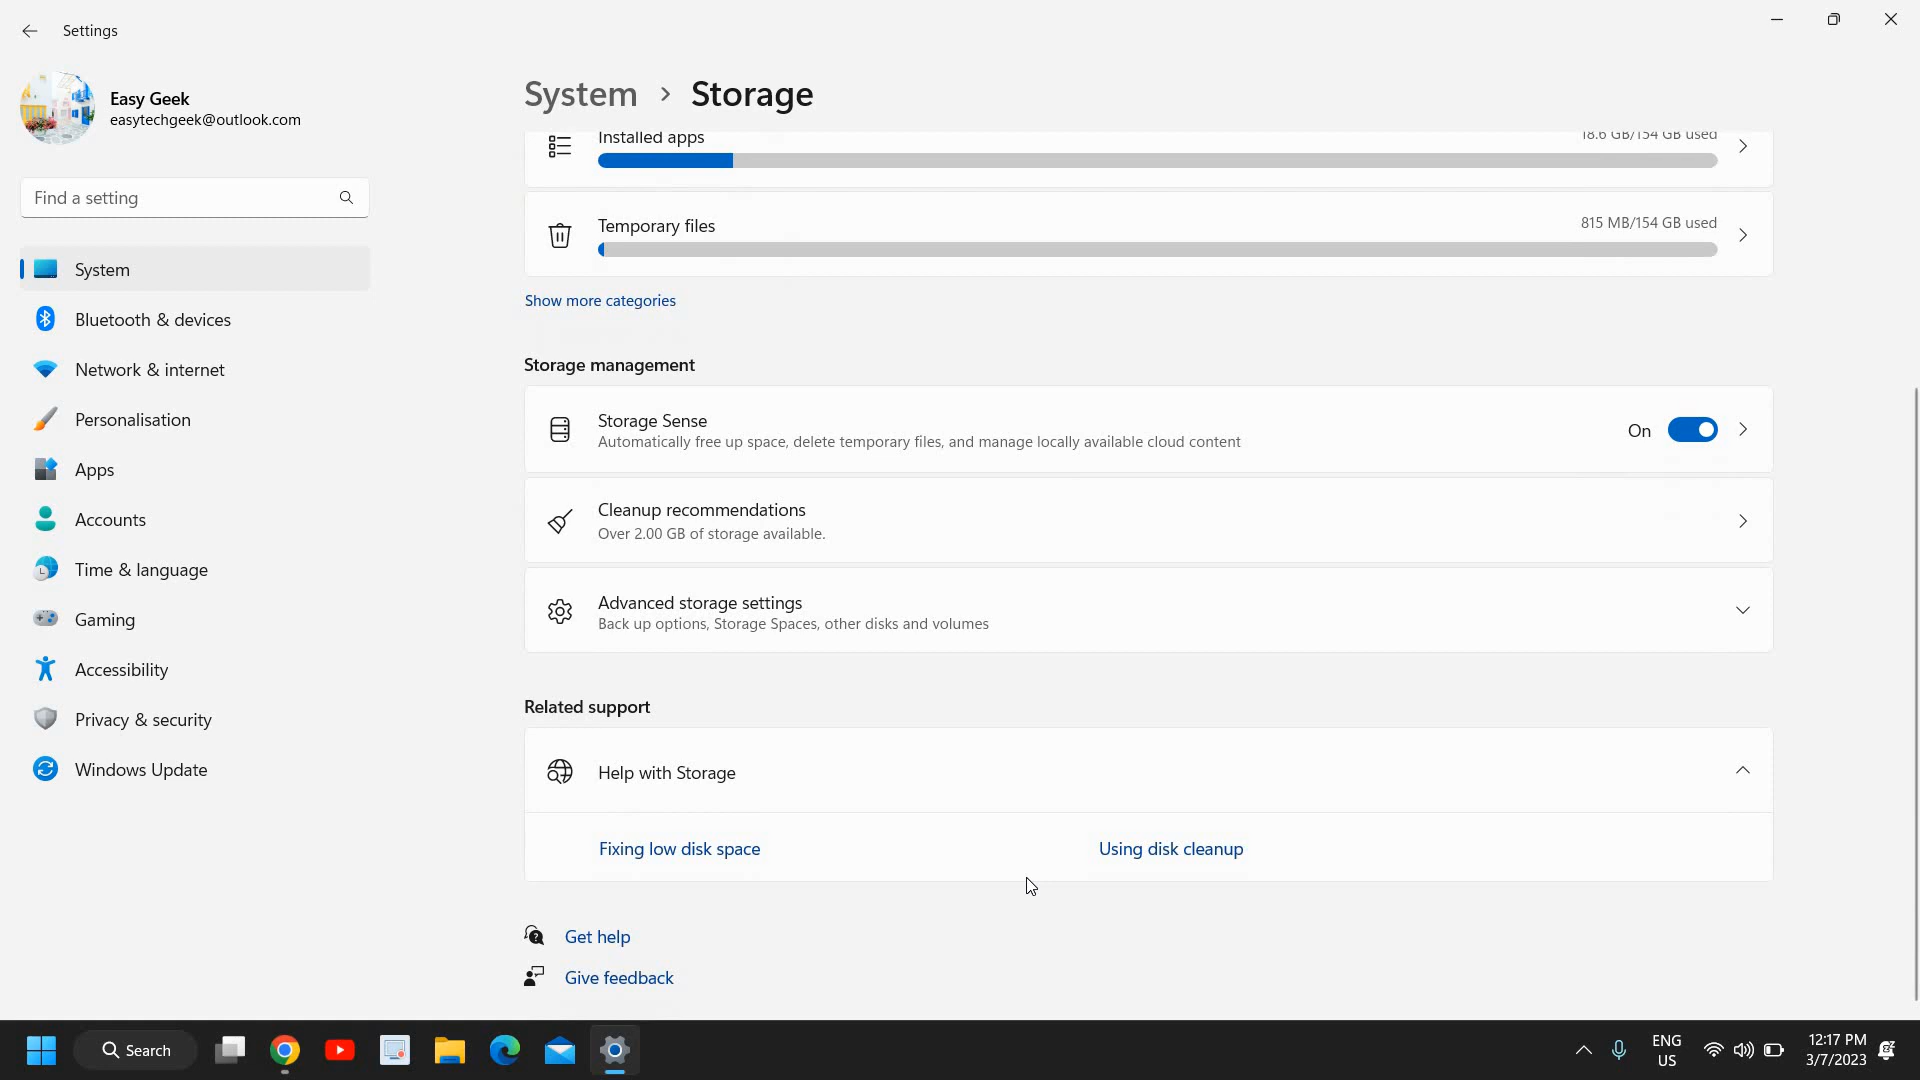 Settings
Easy Geek
easytechgeek@outlook.com
Find a setting
System
Bluetooth & devices
Network & internet
Personalisation
Apps
Accounts
Time & language
Gaming
Accessibility
Privacy & security
Windows Update
System > Storage
Installed apps 18.6 GB/154 GB used
Temporary files 815 MB/154 GB used
Show more categories
Storage management
Storage Sense On
Automatically free up space, delete temporary files, and manage locally available cloud content
Cleanup recommendations
Over 2.00 GB of storage available.
Advanced storage settings
Back up options, Storage Spaces, other disks and volumes
Related support
Help with Storage
Fixing low disk space Using disk cleanup
Get help
Give feedback
Search
ENG
US
12:17 PM
3/7/2023